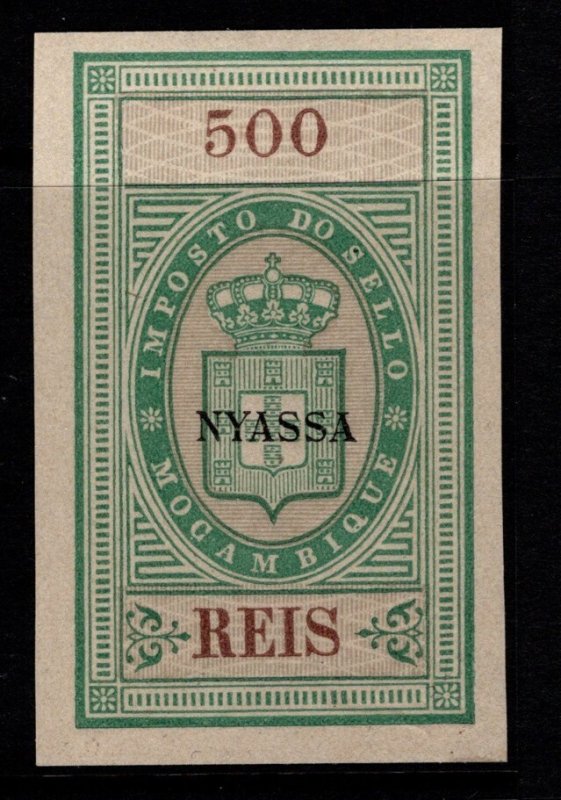 500
IMPOSTO DO SELLO
NYASSA
MOÇAMBIQUE
REIS